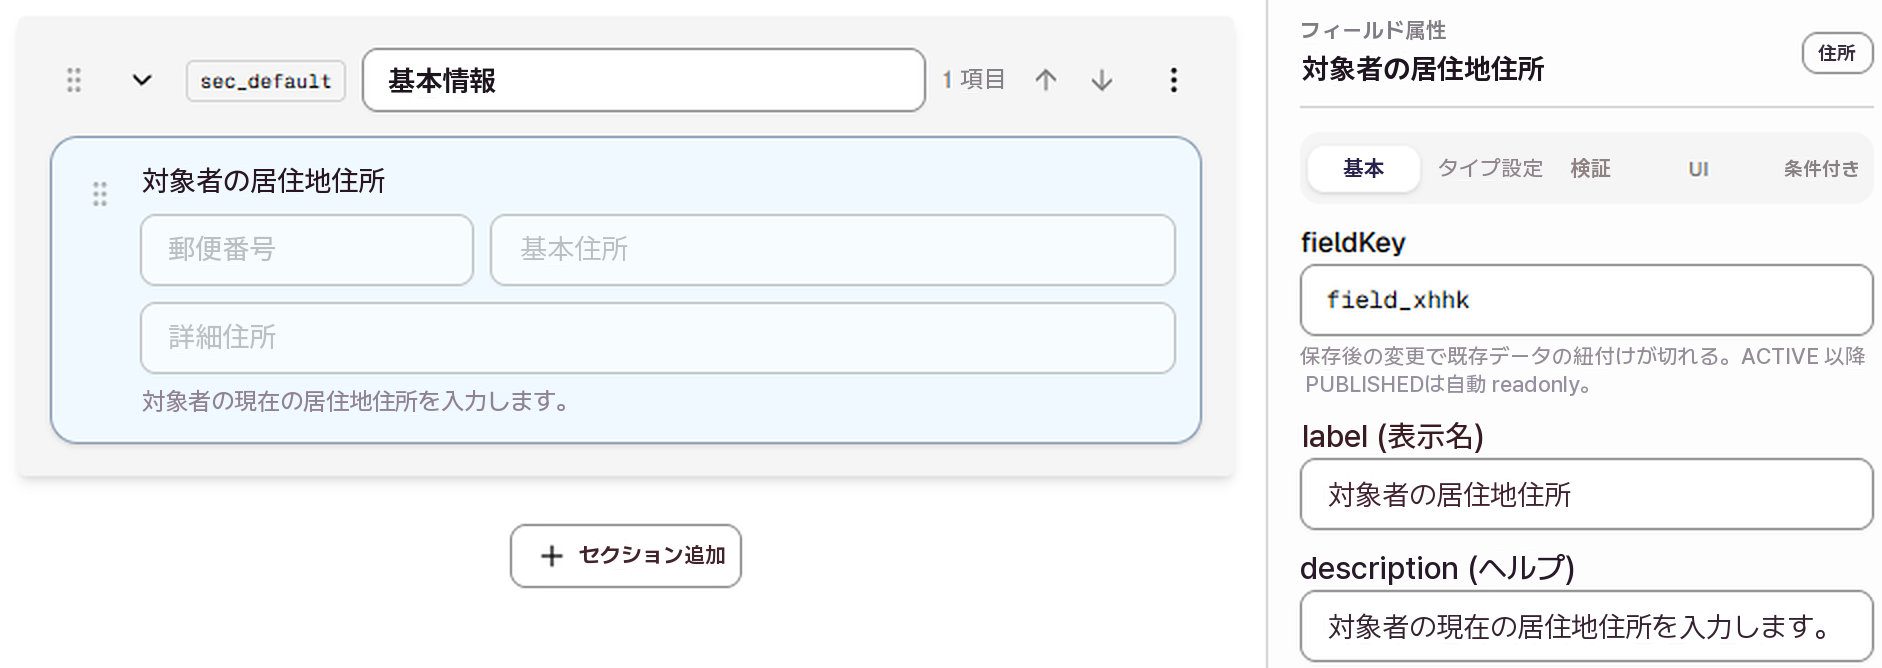 sec_default
基本情報
1 項目
対象者の居住地住所
郵便番号
基本住所
詳細住所
対象者の現在の居住地住所を入力します。
セクション追加
フィールド属性
対象者の居住地住所
住所
基本
タイプ設定
検証
UI
条件付き
fieldKey
field_xhhk
保存後の変更で既存データの紐付けが切れる。ACTIVE 以降
PUBLISHEDは自動 readonly。
label (表示名)
対象者の居住地住所
description (ヘルプ)
対象者の現在の居住地住所を入力します。